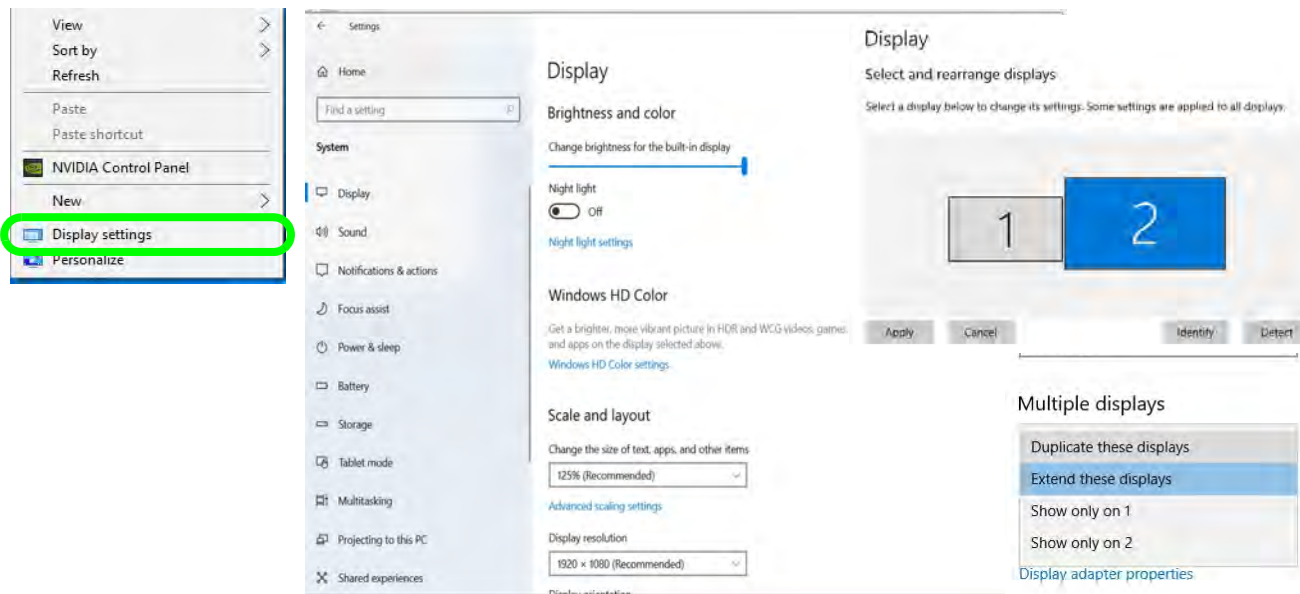 View
Sort by
Refresh
Paste
Paste shortcut
NVIDIA Control Panel
New
Display settings
Personalize
Settings
Home
Find a setting
System
Display
Sound
Notifications & actions
Focus assist
Power & sleep
Battery
Storage
Tablet mode
Multitasking
Projecting to this PC
Shared experiences
Display
Brightness and color
Change brightness for the built-in display
Night light
Off
Night light settings
Windows HD Color
Get a brighter, more vibrant picture in HDR and WCG videos, games
and apps on the display selected above.
Windows HD Color settings
Scale and layout
Change the size of text, apps, and other items
125% (Recommended)
Advanced scaling settings
Display resolution
1920 × 1080 (Recommended)
Display orientation
Display
Select and rearrange displays
Select a display below to change its settings. Some settings are applied to all displays.
1
2
Apply Cancel Identify Detect
Multiple displays
Duplicate these displays
Extend these displays
Show only on 1
Show only on 2
Display adapter properties